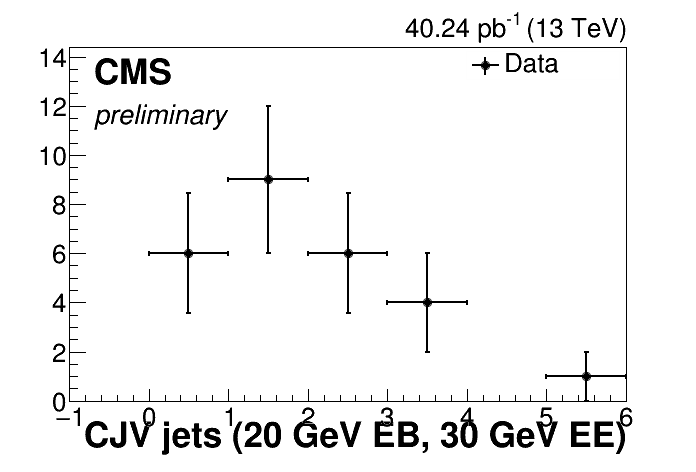 40.24 pb-1 (13 TeV)
14
CMS
Data
12
preliminary
10
8
6
4
2
0
−1 0 1 2 3 4 5 6
CJV jets (20 GeV EB, 30 GeV EE)